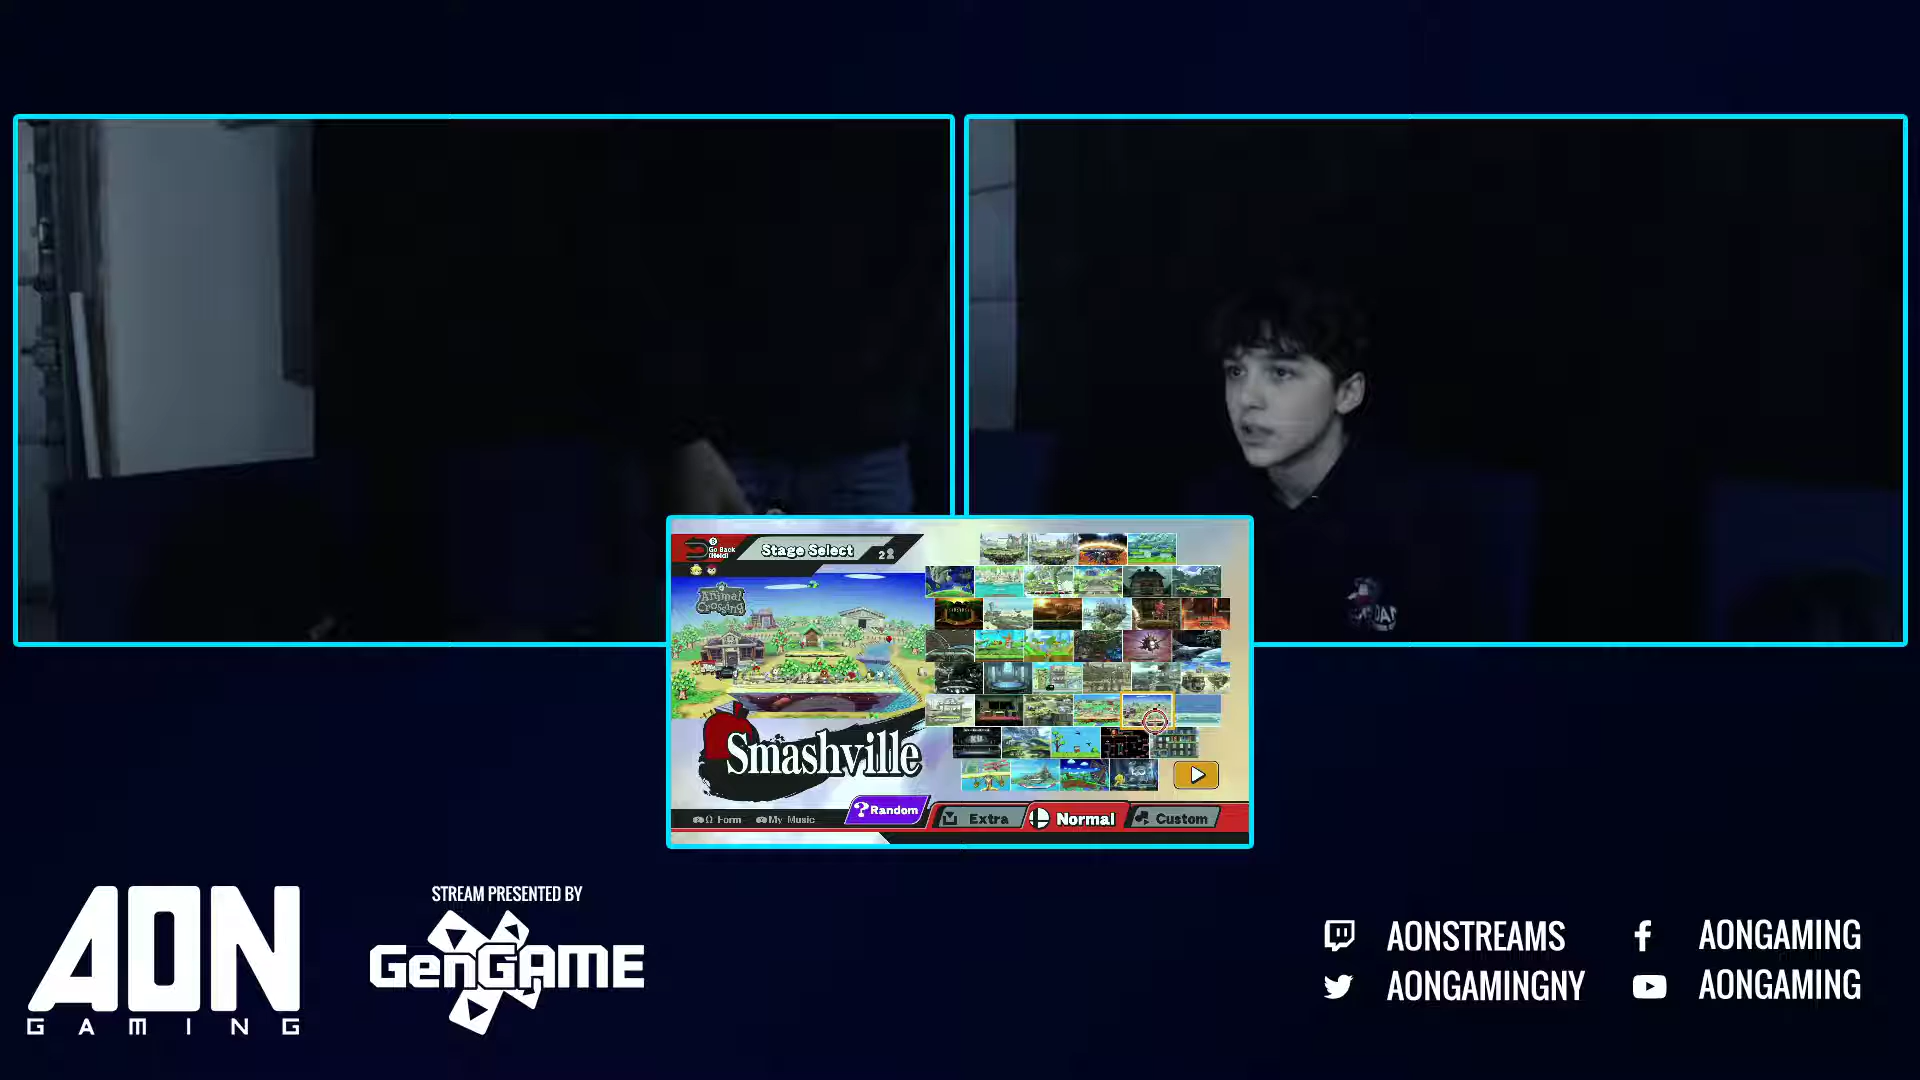 Go Back
(Hold)
Stage Select
2
Animal
Crossing
Smashville
Ω Form
My Music
Random
Extra
Normal
Custom
AON
GAMING
STREAM PRESENTED BY
GenGAME
AONSTREAMS
AONGAMING
AONGAMINGNY
AONGAMING